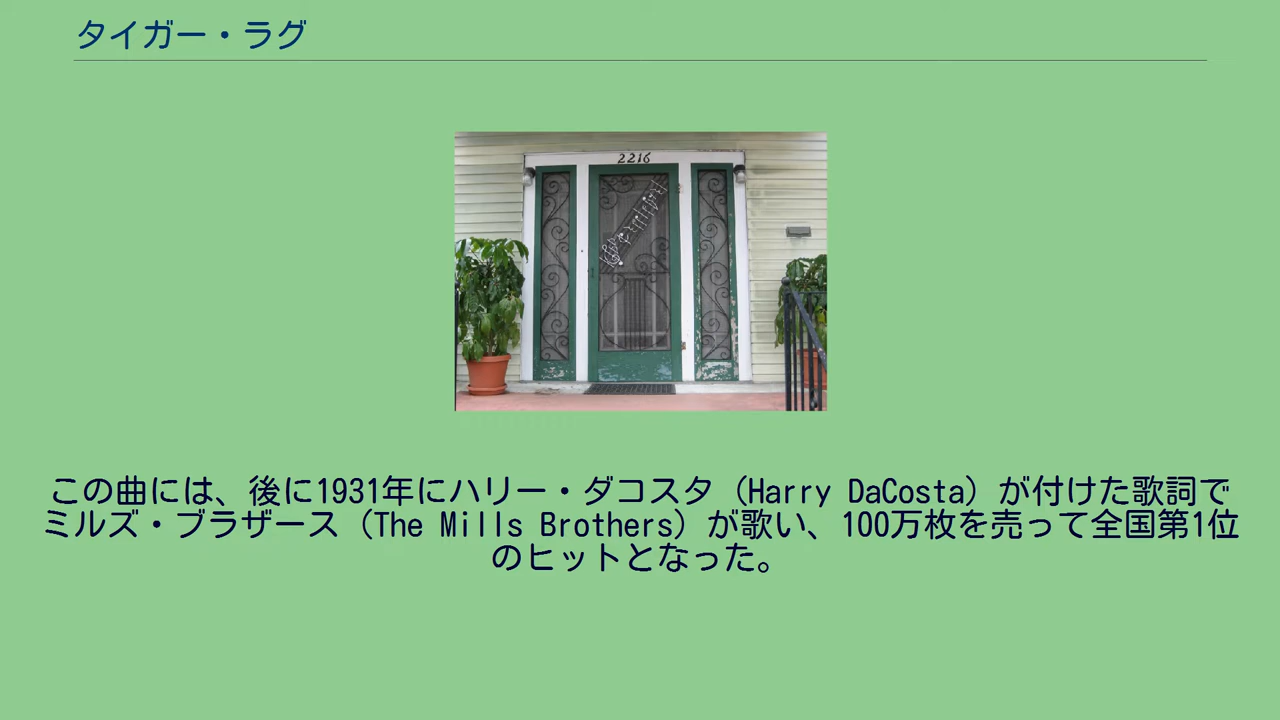 タイガー・ラグ
2216
この曲には、後に1931年にハリー・ダコスタ（Harry DaCosta）が付けた歌詞で
ミルズ・ブラザース（The Mills Brothers）が歌い、100万枚を売って全国第1位
のヒットとなった。